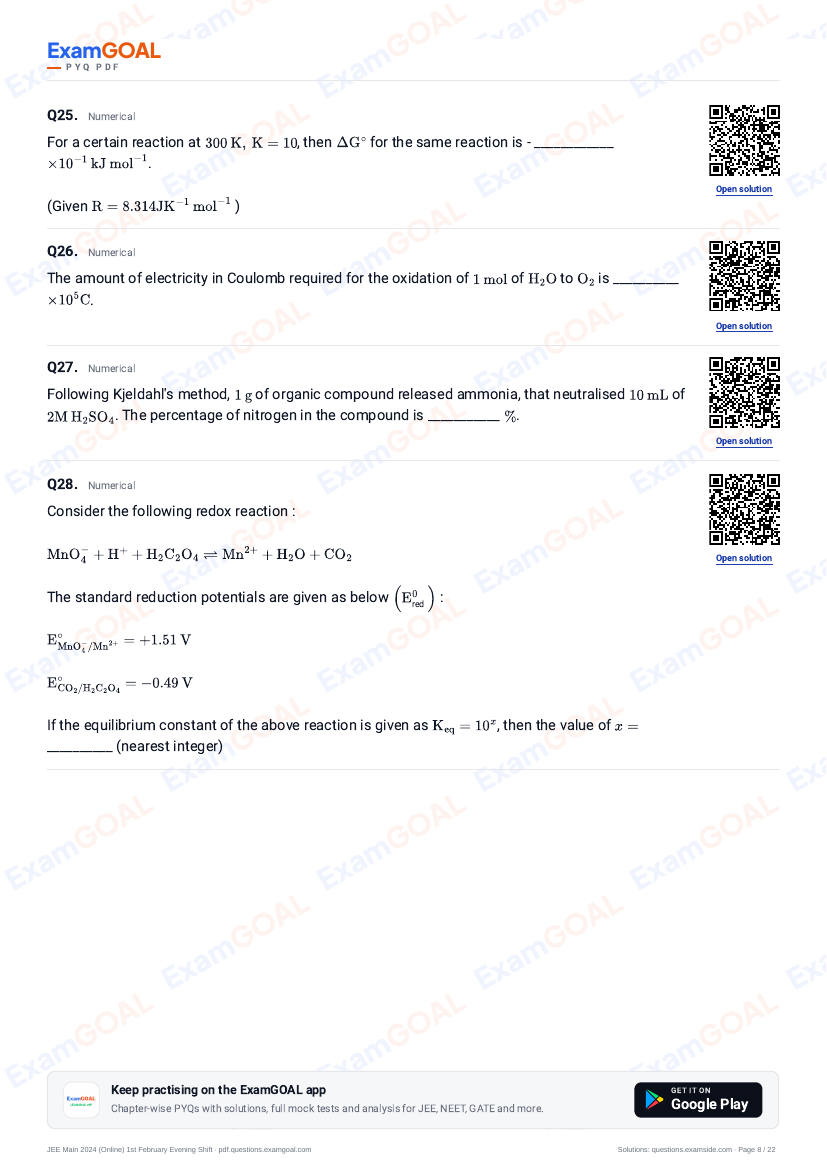 ExamGOAL
PYQ PDF
Q25. Numerical
For a certain reaction at 300 K, K = 10, then ΔG° for the same reaction is - ____________
×10⁻¹ kJ mol⁻¹.
Open solution
(Given R = 8.314JK⁻¹ mol⁻¹ )
Q26. Numerical
The amount of electricity in Coulomb required for the oxidation of 1 mol of H₂O to O₂ is __________
×10⁵C.
Open solution
Q27. Numerical
Following Kjeldahl's method, 1 g of organic compound released ammonia, that neutralised 10 mL of
2M H₂SO₄. The percentage of nitrogen in the compound is ___________ %.
Open solution
Q28. Numerical
Consider the following redox reaction :
MnO₄⁻ + H⁺ + H₂C₂O₄ ⇌ Mn²⁺ + H₂O + CO₂
Open solution
The standard reduction potentials are given as below (E⁰red) :
E°MnO₄⁻/Mn²⁺ = +1.51 V
E°CO₂/H₂C₂O₄ = −0.49 V
If the equilibrium constant of the above reaction is given as Keq = 10ˣ, then the value of x =
__________ (nearest integer)
Keep practising on the ExamGOAL app
Chapter-wise PYQs with solutions, full mock tests and analysis for JEE, NEET, GATE and more.
GET IT ON
Google Play
JEE Main 2024 (Online) 1st February Evening Shift · pdf.questions.examgoal.com
Solutions: questions.examside.com · Page 8 / 22